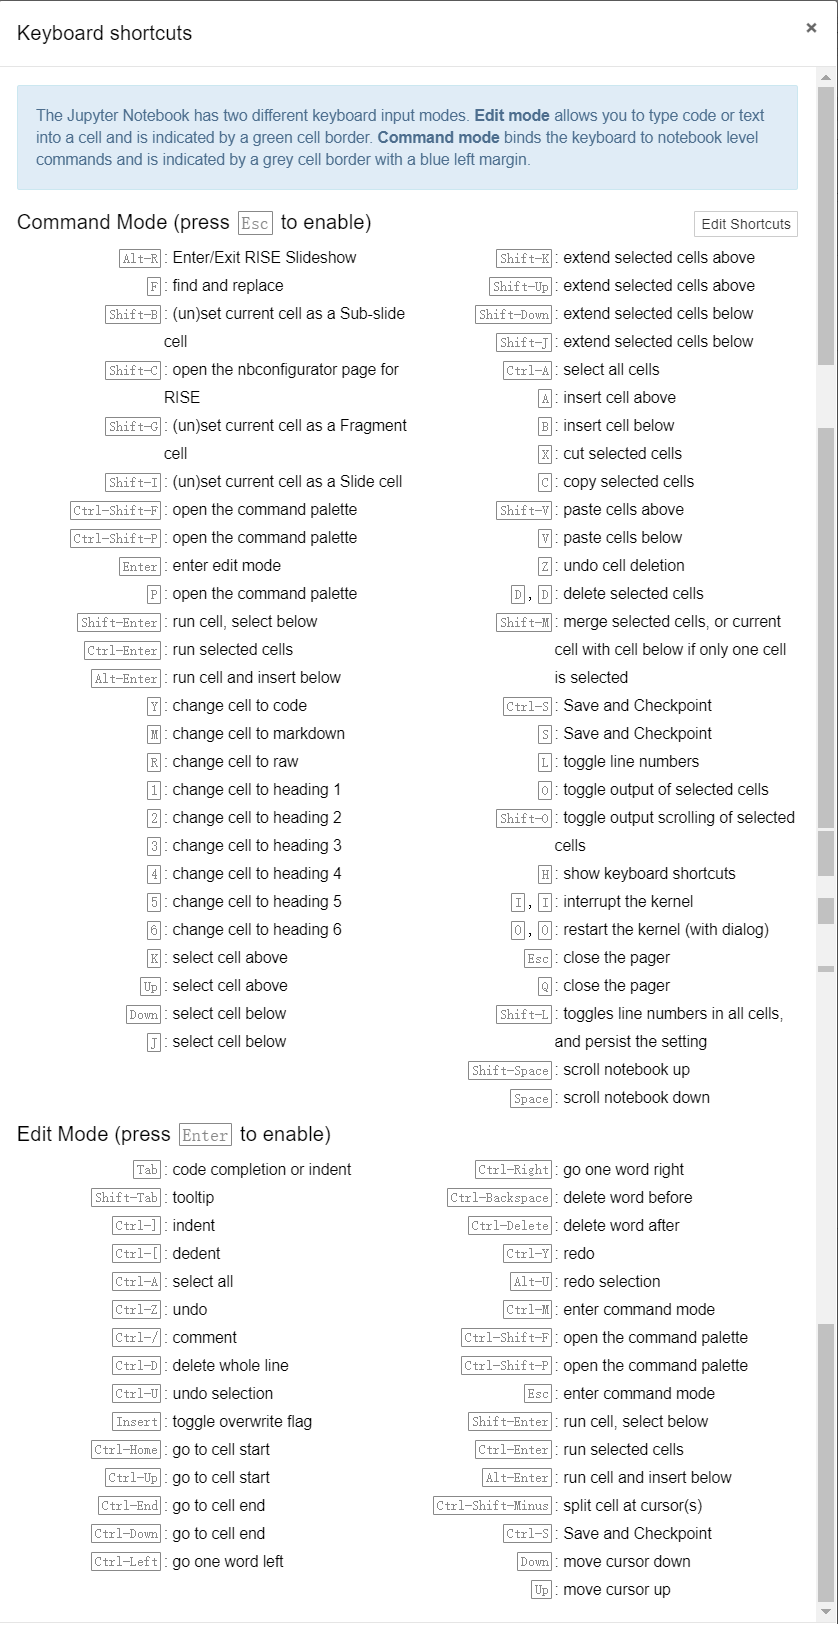 Keyboard shortcuts
×
The Jupyter Notebook has two different keyboard input modes. Edit mode allows you to type code or text
into a cell and is indicated by a green cell border. Command mode binds the keyboard to notebook level
commands and is indicated by a grey cell border with a blue left margin.
Command Mode (press Esc to enable)
Edit Shortcuts
Alt-R : Enter/Exit RISE Slideshow
F : find and replace
Shift-B : (un)set current cell as a Sub-slide
cell
Shift-C : open the nbconfigurator page for
RISE
Shift-G : (un)set current cell as a Fragment
cell
Shift-I : (un)set current cell as a Slide cell
Ctrl-Shift-F : open the command palette
Ctrl-Shift-P : open the command palette
Enter : enter edit mode
P : open the command palette
Shift-Enter : run cell, select below
Ctrl-Enter : run selected cells
Alt-Enter : run cell and insert below
Y : change cell to code
M : change cell to markdown
R : change cell to raw
1 : change cell to heading 1
2 : change cell to heading 2
3 : change cell to heading 3
4 : change cell to heading 4
5 : change cell to heading 5
6 : change cell to heading 6
K : select cell above
Up : select cell above
Down : select cell below
J : select cell below
Shift-K : extend selected cells above
Shift-Up : extend selected cells above
Shift-Down : extend selected cells below
Shift-J : extend selected cells below
Ctrl-A : select all cells
A : insert cell above
B : insert cell below
X : cut selected cells
C : copy selected cells
Shift-V : paste cells above
V : paste cells below
Z : undo cell deletion
D , D : delete selected cells
Shift-M : merge selected cells, or current
cell with cell below if only one cell
is selected
Ctrl-S : Save and Checkpoint
S : Save and Checkpoint
L : toggle line numbers
O : toggle output of selected cells
Shift-O : toggle output scrolling of selected
cells
H : show keyboard shortcuts
I , I : interrupt the kernel
0 , 0 : restart the kernel (with dialog)
Esc : close the pager
Q : close the pager
Shift-L : toggles line numbers in all cells,
and persist the setting
Shift-Space : scroll notebook up
Space : scroll notebook down
Edit Mode (press Enter to enable)
Tab : code completion or indent
Shift-Tab : tooltip
Ctrl-] : indent
Ctrl-[ : dedent
Ctrl-A : select all
Ctrl-Z : undo
Ctrl-/ : comment
Ctrl-D : delete whole line
Ctrl-U : undo selection
Insert : toggle overwrite flag
Ctrl-Home : go to cell start
Ctrl-Up : go to cell start
Ctrl-End : go to cell end
Ctrl-Down : go to cell end
Ctrl-Left : go one word left
Ctrl-Right : go one word right
Ctrl-Backspace : delete word before
Ctrl-Delete : delete word after
Ctrl-Y : redo
Alt-U : redo selection
Ctrl-M : enter command mode
Ctrl-Shift-F : open the command palette
Ctrl-Shift-P : open the command palette
Esc : enter command mode
Shift-Enter : run cell, select below
Ctrl-Enter : run selected cells
Alt-Enter : run cell and insert below
Ctrl-Shift-Minus : split cell at cursor(s)
Ctrl-S : Save and Checkpoint
Down : move cursor down
Up : move cursor up